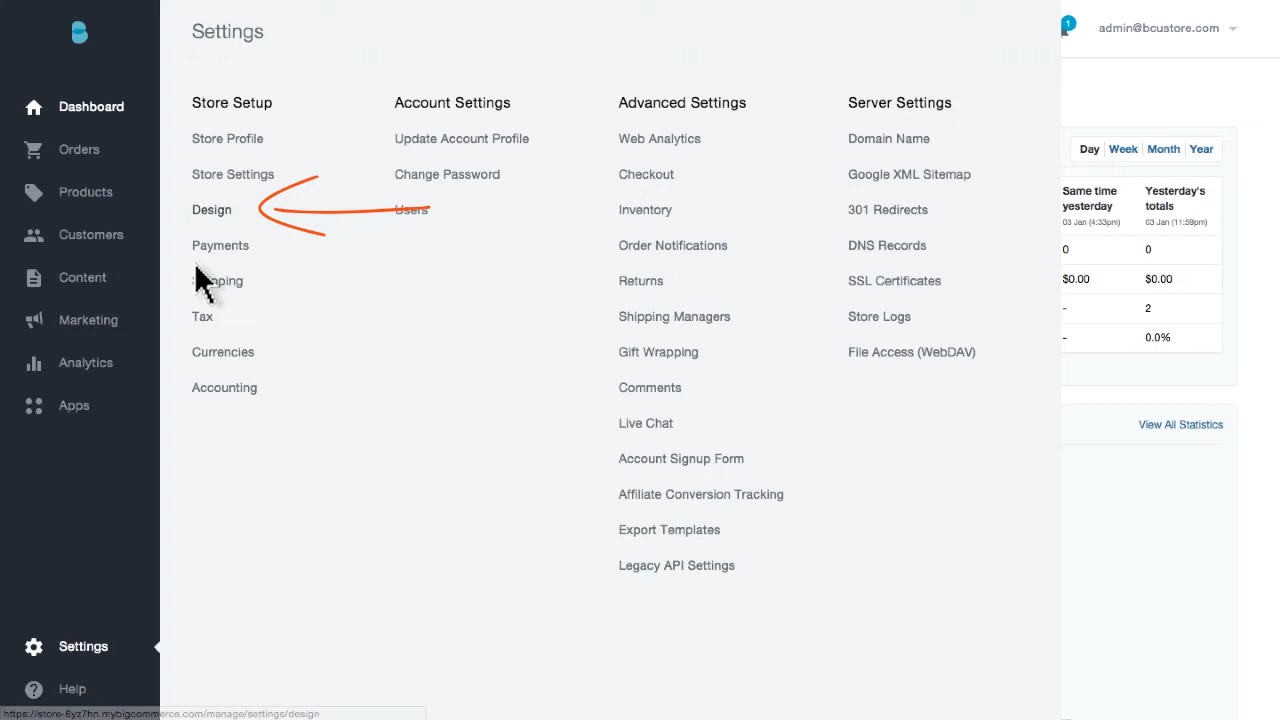 Settings
1
admin@bcustore.com
Dashboard
Orders
Products
Customers
Content
Marketing
Analytics
Apps
Settings
Help
Store Setup
Store Profile
Store Settings
Design
Payments
Shipping
Tax
Currencies
Accounting
Account Settings
Update Account Profile
Change Password
Users
Advanced Settings
Web Analytics
Checkout
Inventory
Order Notifications
Returns
Shipping Managers
Gift Wrapping
Comments
Live Chat
Account Signup Form
Affiliate Conversion Tracking
Export Templates
Legacy API Settings
Server Settings
Domain Name
Google XML Sitemap
301 Redirects
DNS Records
SSL Certificates
Store Logs
File Access (WebDAV)
Day Week Month Year
Same time yesterday
03 Jan (4:33pm)
Yesterday's totals
03 Jan (11:59pm)
0 0
$0.00 $0.00
- 2
- 0.0%
View All Statistics
https://store-6yz7hn.mybigcommerce.com/manage/settings/design